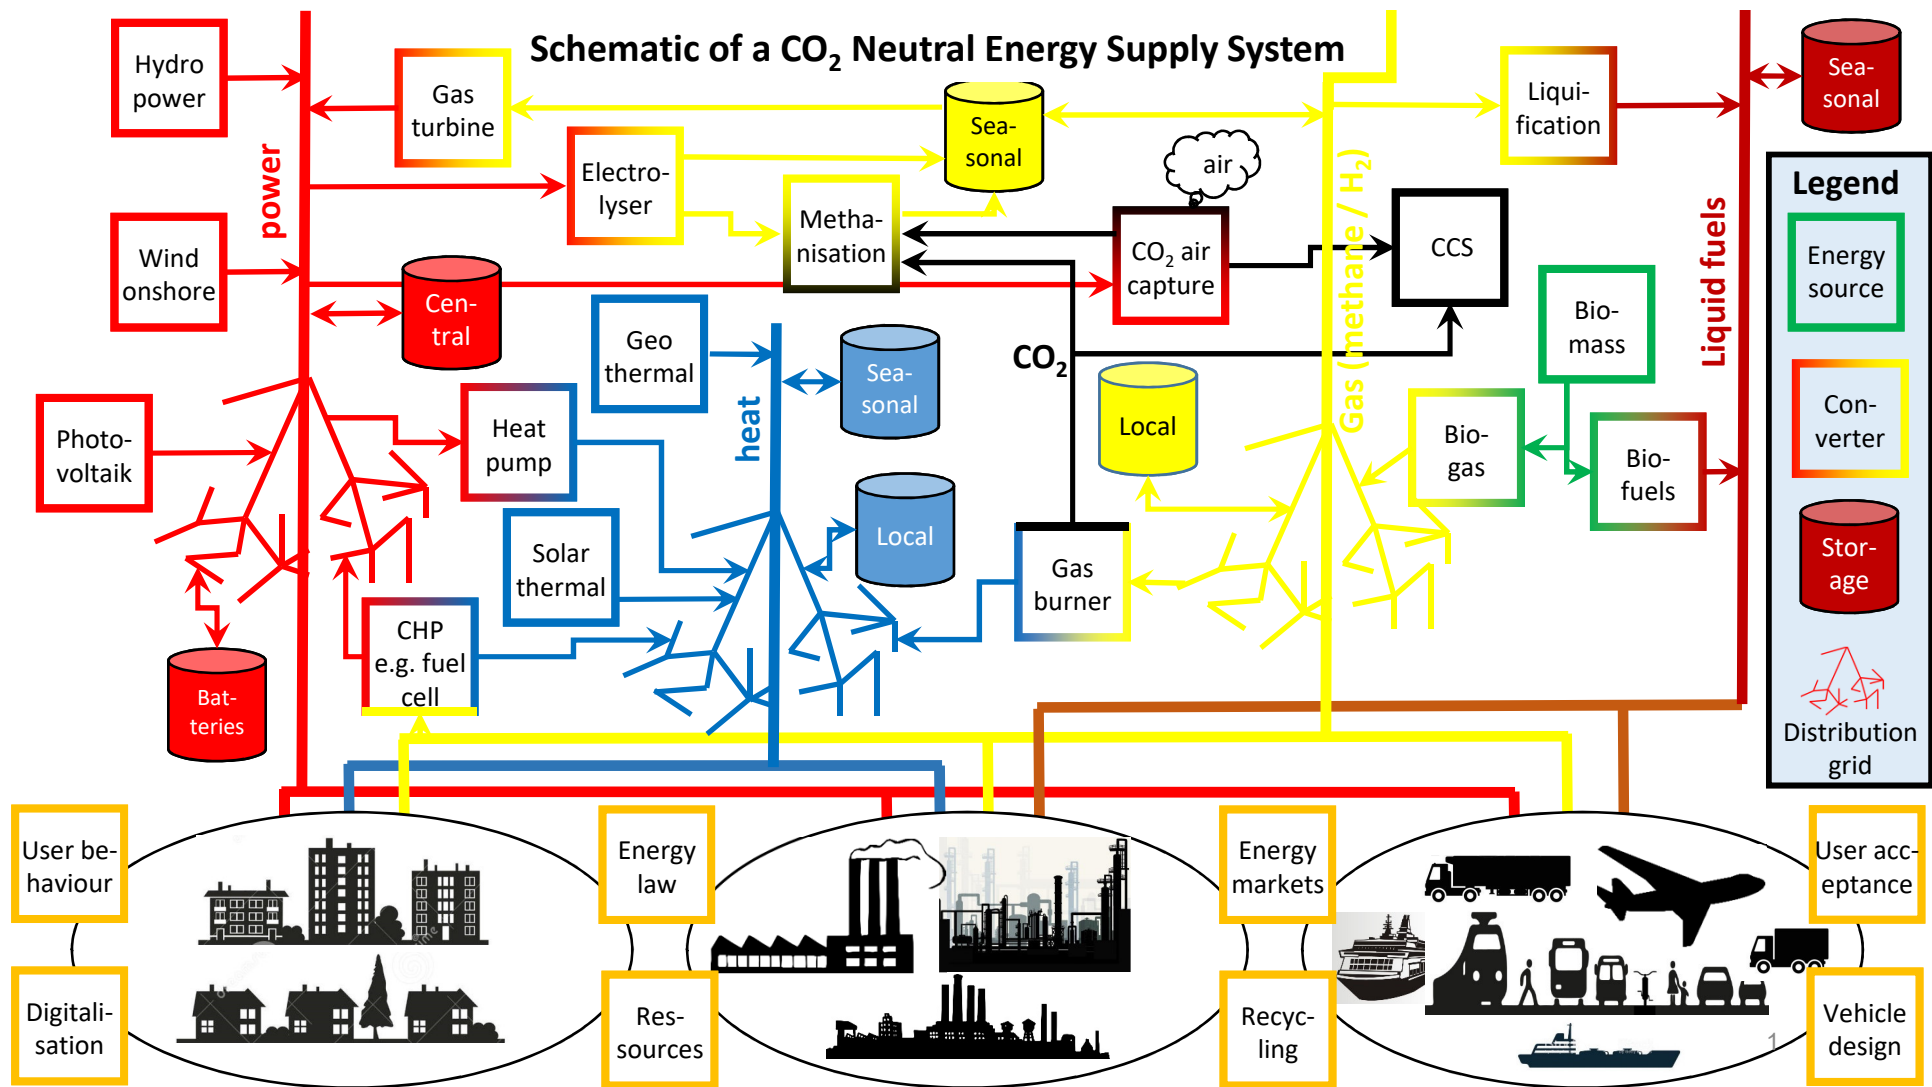 Schematic of a CO₂ Neutral Energy Supply System
Hydro
power
Gas
turbine
Sea-
sonal
Liqui-
fication
Sea-
sonal
power
Electro-
lyser
Metha-
nisation
air
CO₂ air
capture
CCS
Gas (methane / H₂)
Liquid fuels
Legend
Energy
source
Con-
verter
Stor-
age
Distribution
grid
Wind
onshore
Cen-
tral
Geo
thermal
Sea-
sonal
heat
CO₂
Bio-
mass
Photo-
voltaik
Heat
pump
Local
Bio-
gas
Bio-
fuels
Solar
thermal
Local
Gas
burner
CHP
e.g. fuel
cell
Bat-
teries
User be-
haviour
Energy
law
Energy
markets
User acc-
eptance
Digitali-
sation
Res-
sources
Recyc-
ling
Vehicle
design
1